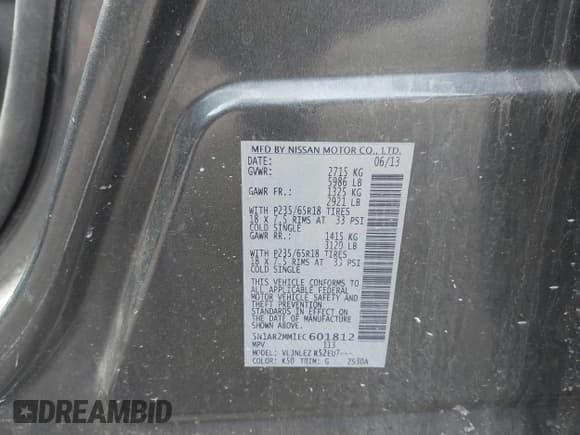 MFD BY NISSAN MOTOR CO., LTD.
DATE: 06/13
GVWR: 2715 KG
5986 LB
GAWR FR.: 1325 KG
2921 LB
WITH P235/65R18 TIRES
18 X 7.5 RIMS AT 33 PSI
COLD SINGLE
GAWR RR.: 1415 KG
3120 LB
WITH P235/65R18 TIRES
18 X 7.5 RIMS AT 33 PSI
COLD SINGLE
THIS VEHICLE CONFORMS
TO ALL APPLICABLE FEDERAL
MOTOR VEHICLE SAFETY AND
THEFT PREVENTION
STANDARDS IN EFFECT ON
THE DATE OF MANUFACTURE
SHOWN ABOVE.
5N1AR2MM1EC601812
MPV 113
MODEL:
COLOR: K50 TRIM: G 2530A
DREAMBID